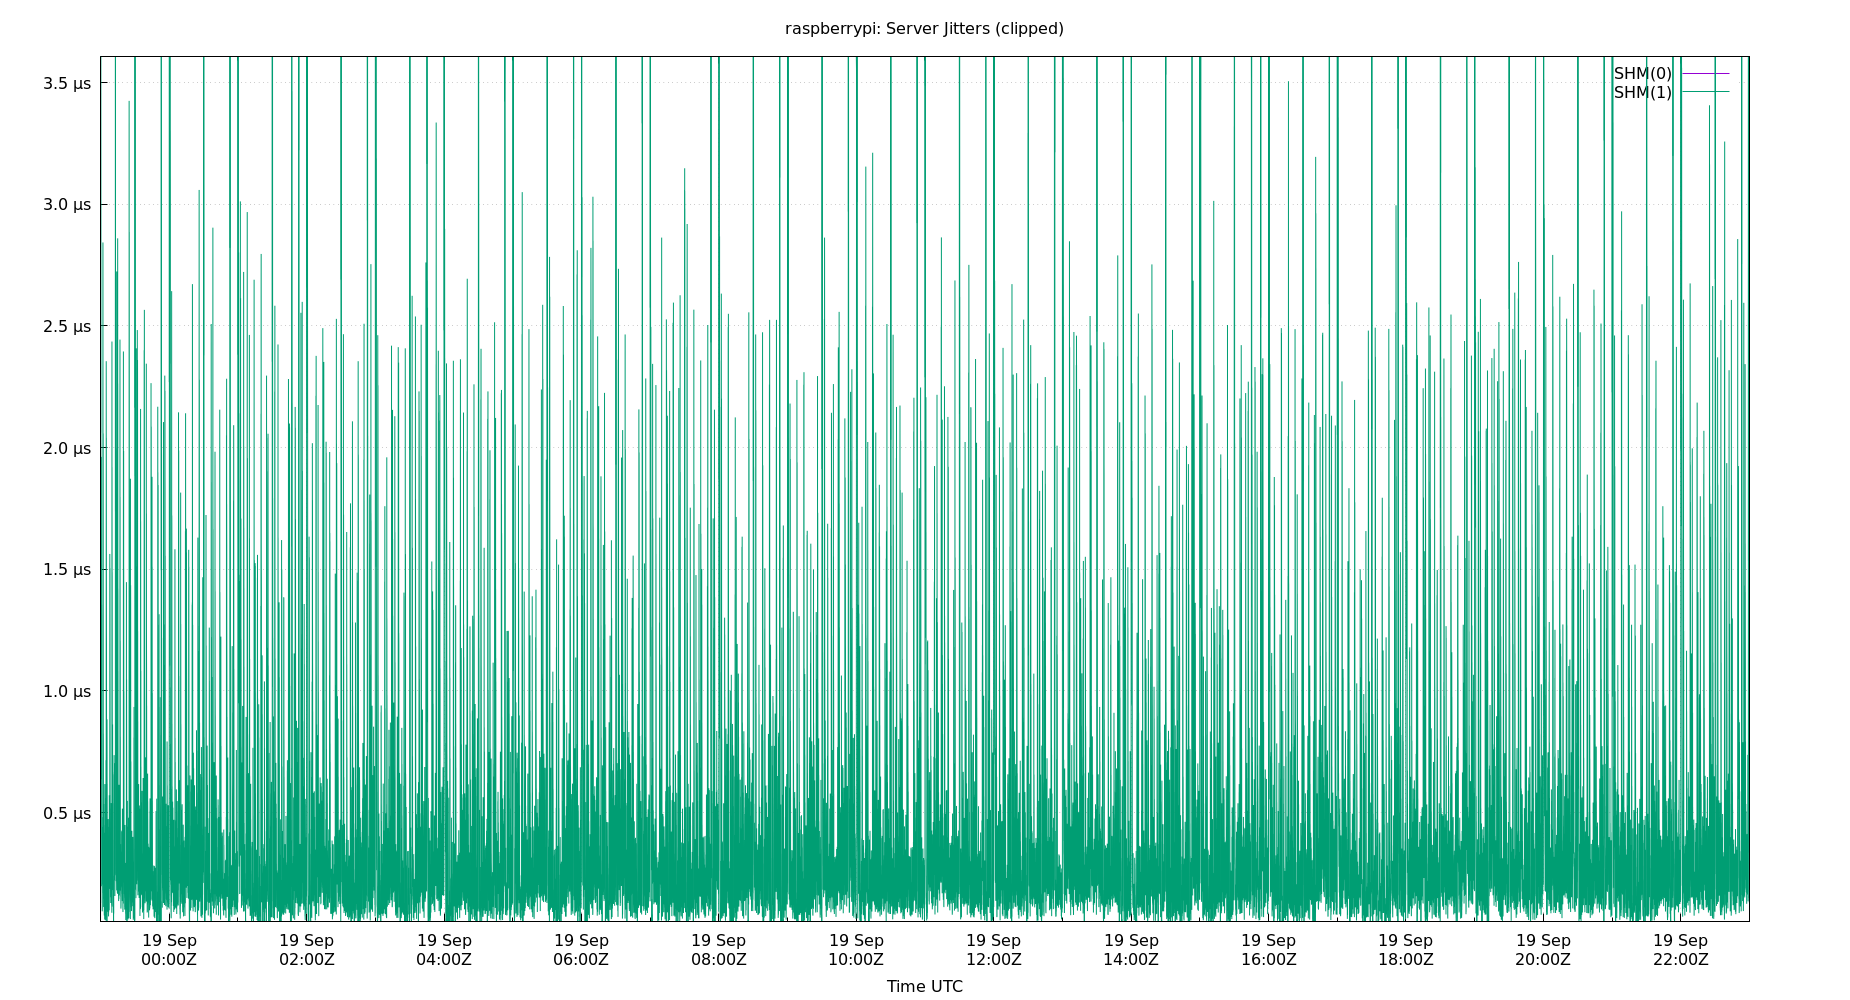 raspberrypi: Server Jitters (clipped)
SHM(0)
SHM(1)
3.5 µs
3.0 µs
2.5 µs
2.0 µs
1.5 µs
1.0 µs
0.5 µs
19 Sep 19 Sep 19 Sep 19 Sep 19 Sep 19 Sep 19 Sep 19 Sep 19 Sep 19 Sep 19 Sep 19 Sep
00:00Z 02:00Z 04:00Z 06:00Z 08:00Z 10:00Z 12:00Z 14:00Z 16:00Z 18:00Z 20:00Z 22:00Z
Time UTC